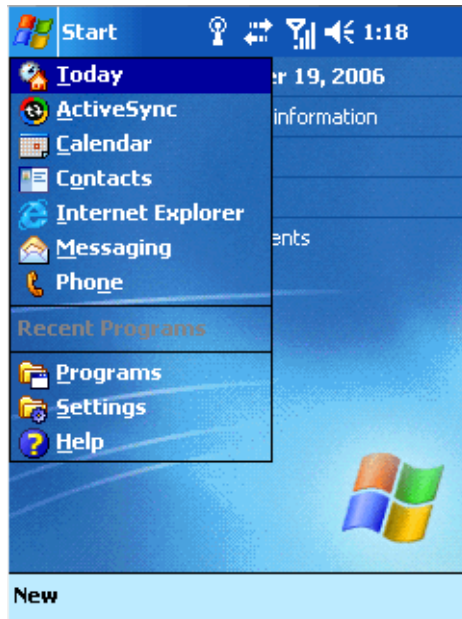 Start 1:18
Today
er 19, 2006
ActiveSync
information
Calendar
Contacts
Internet Explorer
Messaging
ents
Phone
Recent Programs
Programs
Settings
Help
New